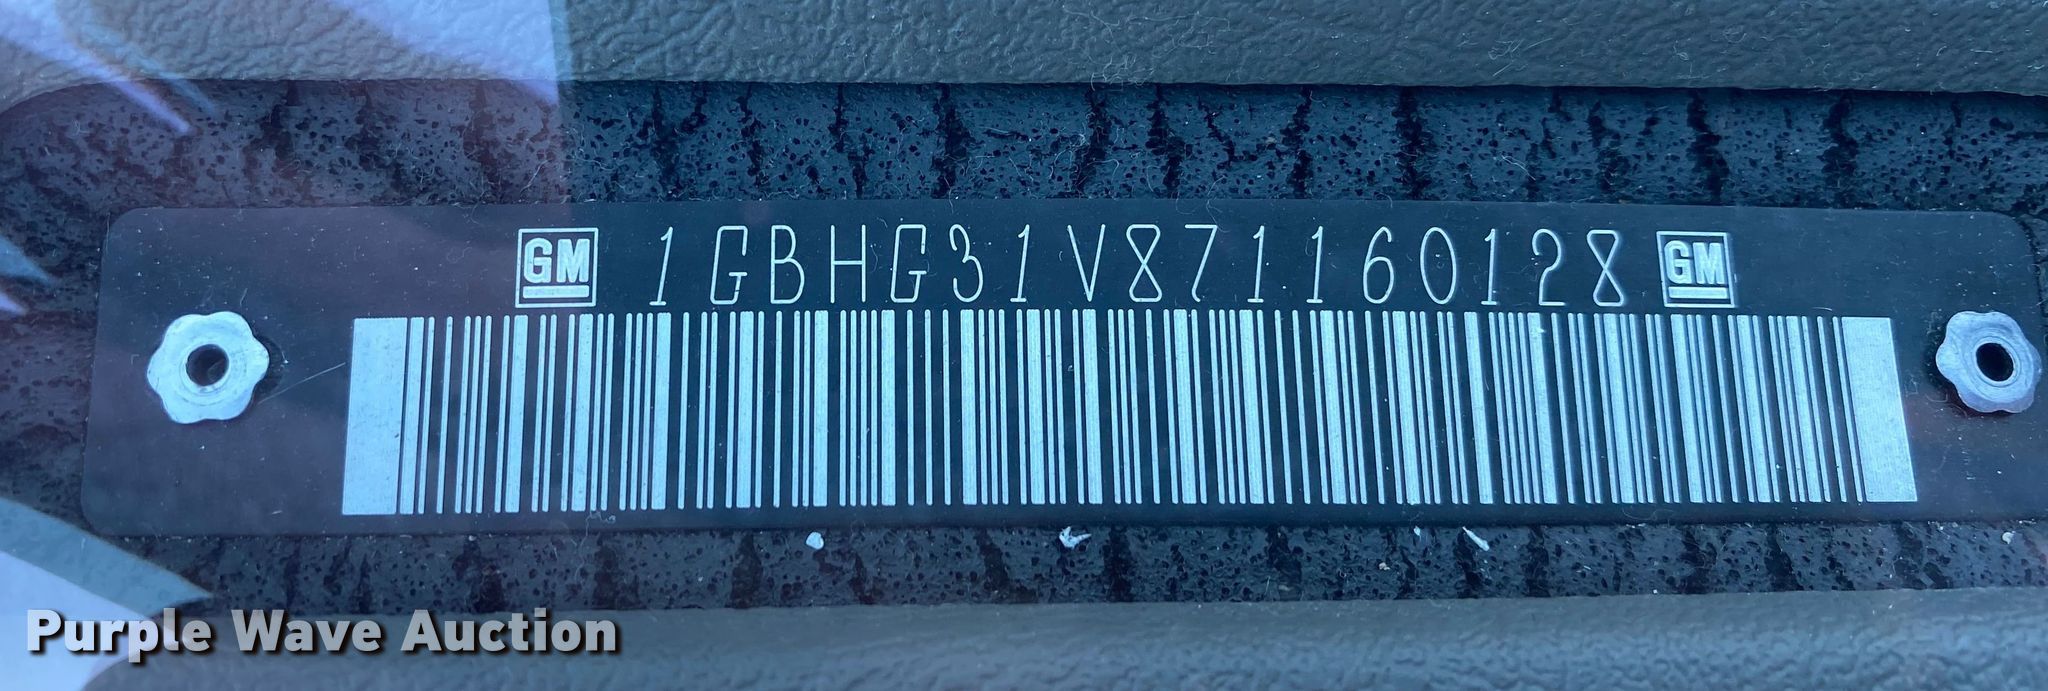 GM 1GBHG31V871160128 GM
Purple Wave Auction